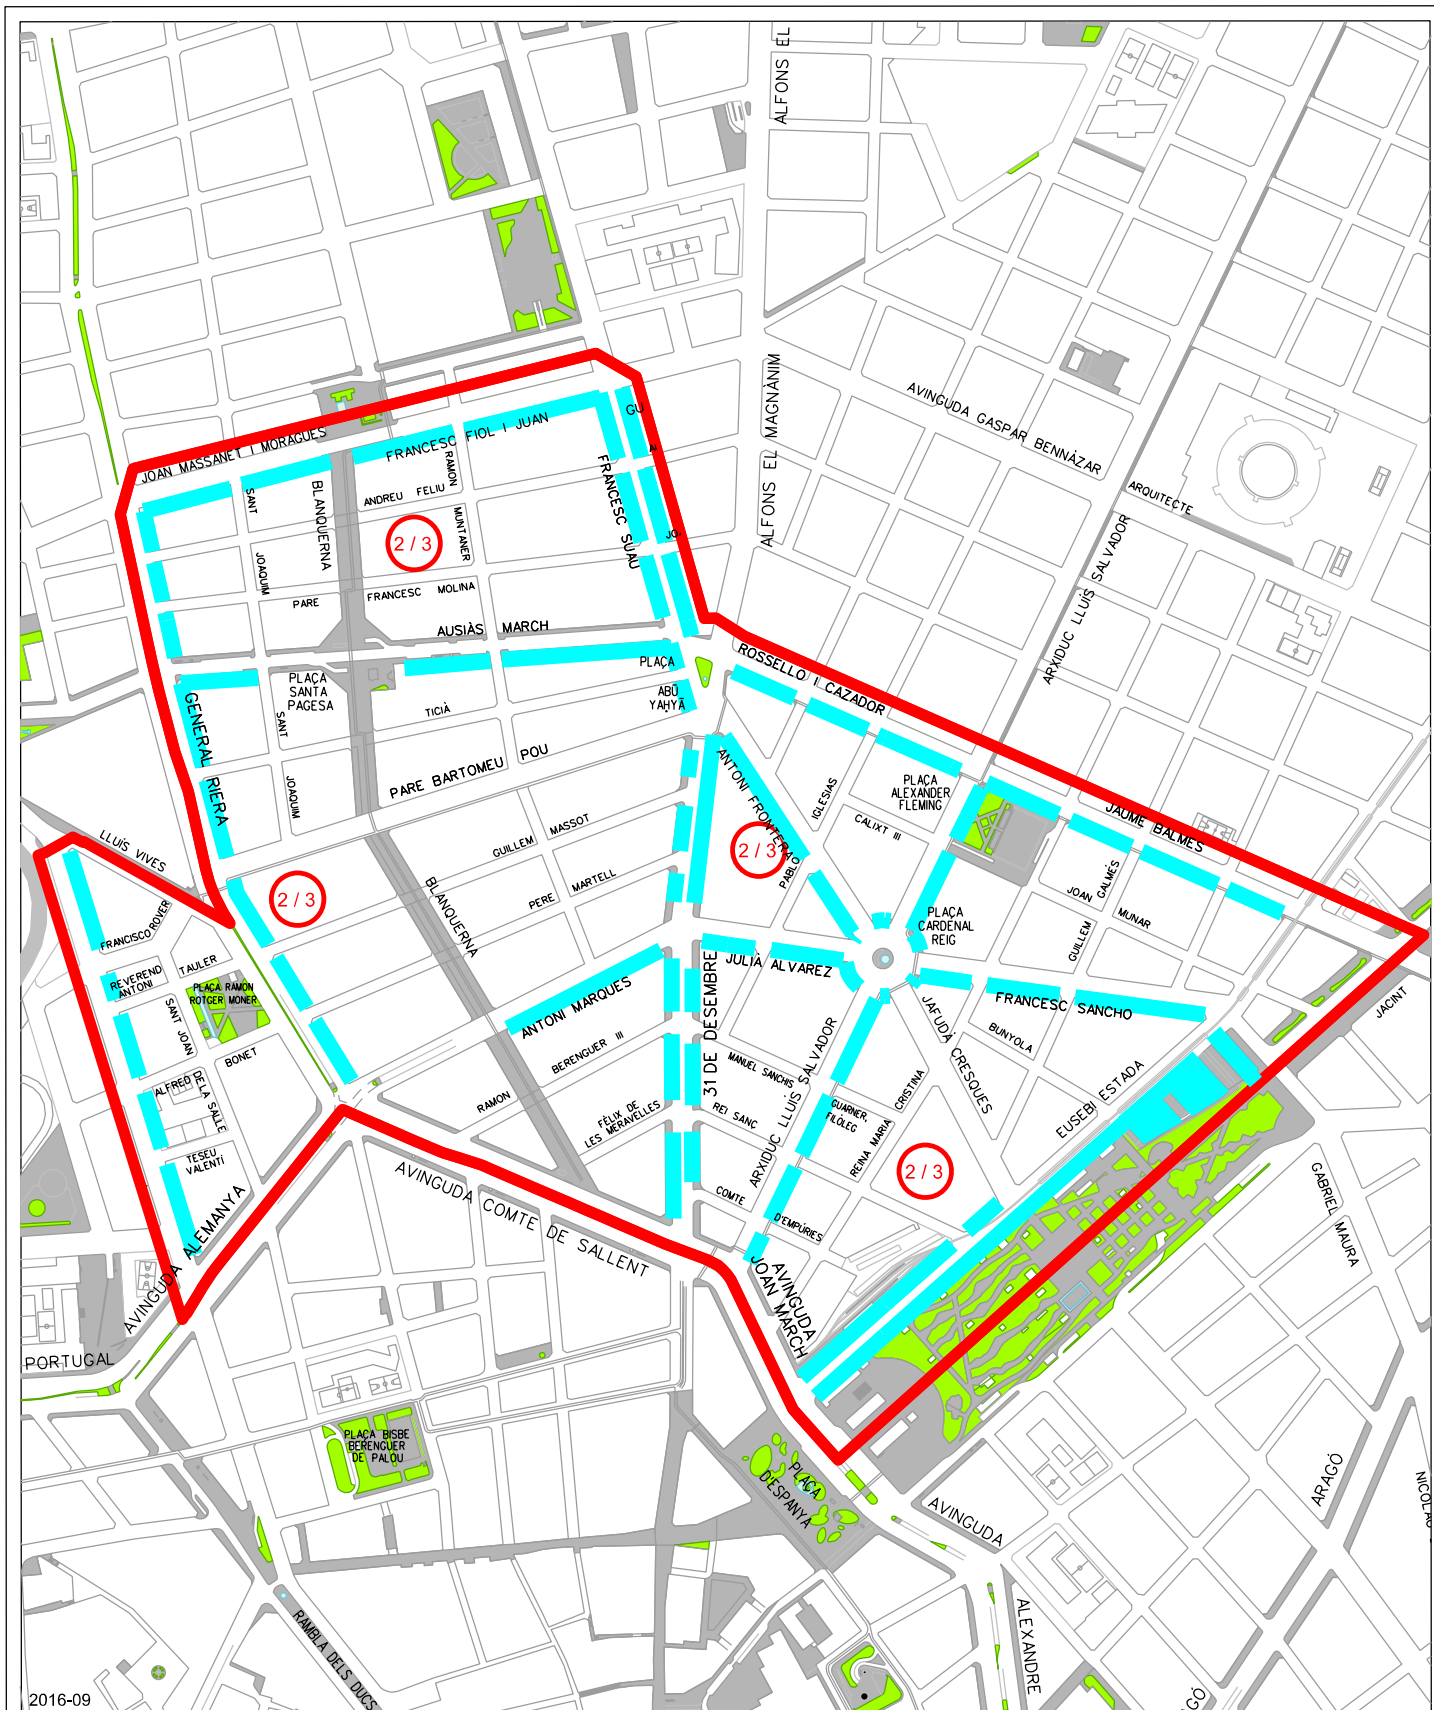 ALFONS EL
ALFONS EL MAGNÀNIM
AVINGUDA GASPAR BENNÀZAR
ARQUITECTE
ARXIDUC LLUÍS SALVADOR
JOAN MASSANET I MORAGUES
FRANCESC FIOL I JUAN
GU
SANT
JOAQUIM
BLANQUERNA
ANDREU FELIU
RAMON
MUNTANER
2 / 3
FRANCESC SUAU
JO
PARE
FRANCESC MOLINA
AUSIÀS MARCH
PLAÇA
ABŪ
YAḤYĀ
PLAÇA
SANTA
PAGESA
TICIÀ
SANT
JOAQUIM
GENERAL RIERA
PARE BARTOMEU POU
ROSSELLO I CAZADOR
ANTONI FRONTERA
IGLESIAS
PABLO
CALIXT III
PLAÇA
ALEXANDER
FLEMING
JAUME BALMES
GUILLEM MASSOT
PERE MARTELL
BLANQUERNA
2 / 3
2 / 3
LLUÍS VIVES
FRANCISCO ROVER
REVEREND
ANTONI
TAULER
PLAÇA RAMON
ROTGER MONER
SANT JOAN
DE LA SALLE
BONET
ALFRED
TESEU
VALENTÍ
AVINGUDA ALEMANYA
JOAN GALMÉS
GUILLEM
MUNAR
PLAÇA
CARDENAL
REIG
JULIÀ ALVAREZ
ANTONI MARQUES
BERENGUER III
RAMON
FÈLIX DE
LES MERAVELLES
31 DE DESEMBRE
MANUEL SANCHIS
REI SANC
ARXIDUC LLUÍS SALVADOR
COMTE
D'EMPÚRIES
GUARNER,
FILÒLEG
REINA MARIA
CRISTINA
JAFUDÀ CRESQUES
FRANCESC SANCHO
BUNYOLA
EUSEBI ESTADA
JACINT
2 / 3
GABRIEL MAURA
AVINGUDA COMTE DE SALLENT
AVINGUDA
JOAN MARCH
PORTUGAL
PLAÇA BISBE
BERENGUER
DE PALOU
PLAÇA
D'ESPANYA
AVINGUDA
ALEXANDRE
ARAGÓ
RAMBLA DELS DUCS
2016-09